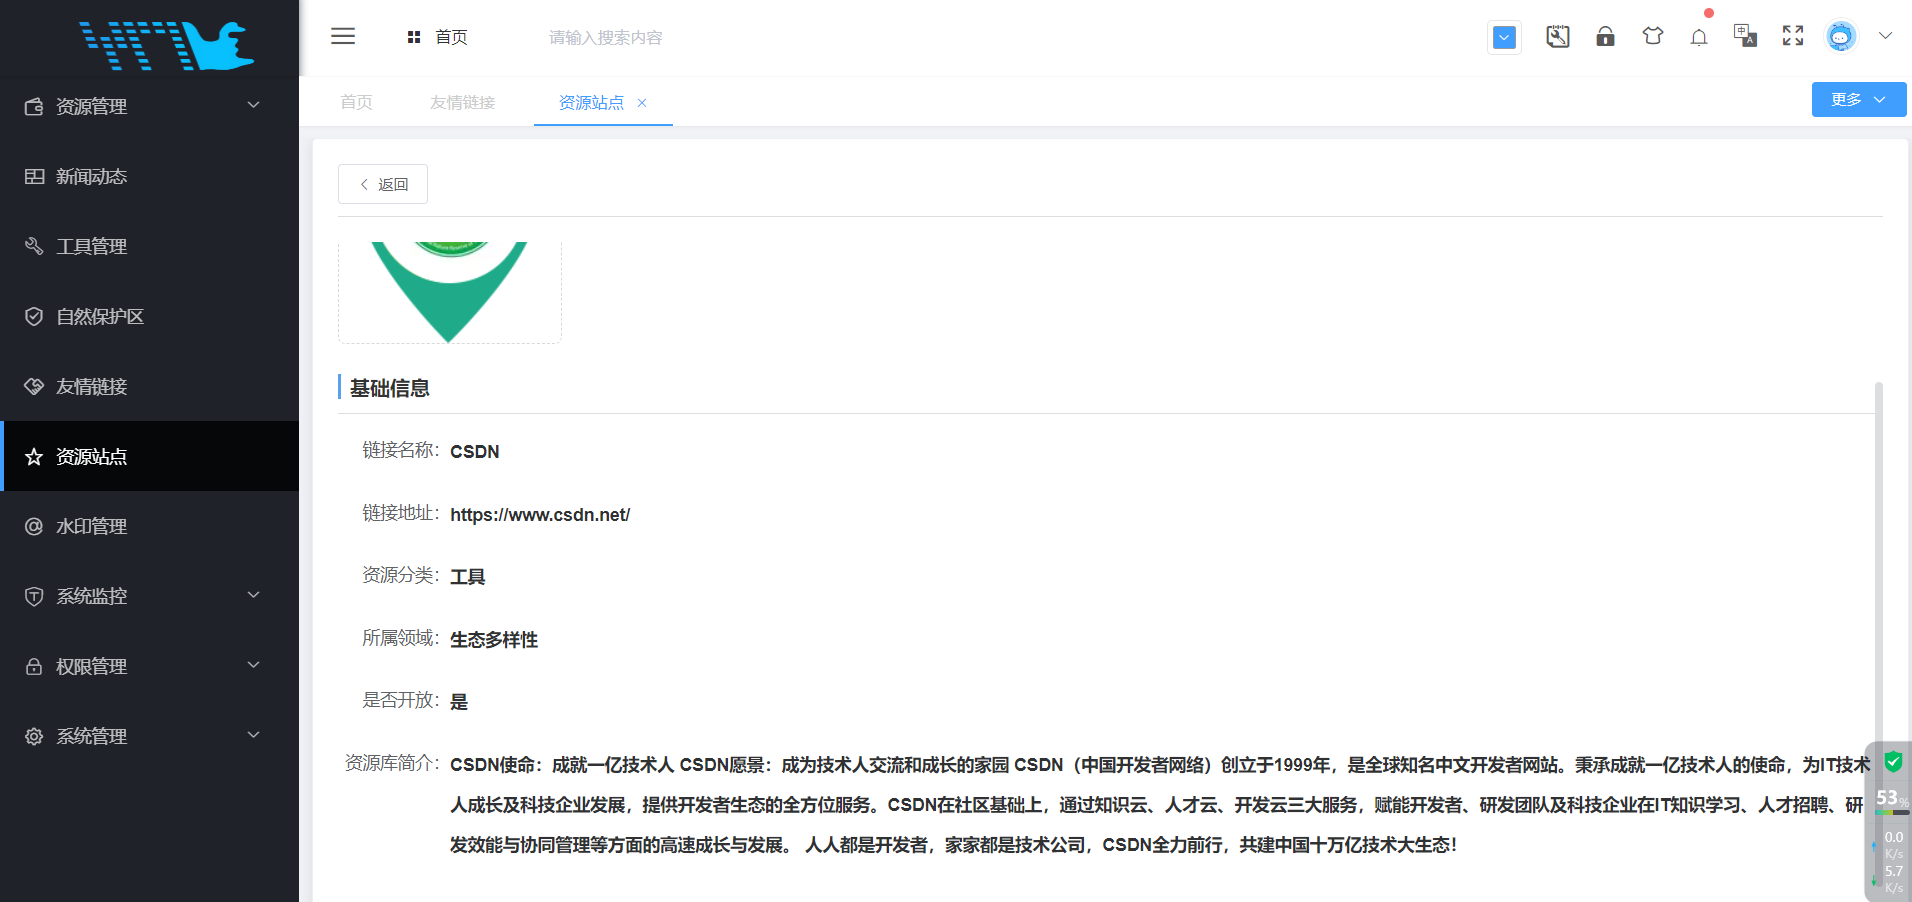 首页
请输入搜索内容
中
A
资源管理
新闻动态
工具管理
自然保护区
友情链接
资源站点
水印管理
系统监控
权限管理
系统管理
首页
友情链接
资源站点
更多
返回
基础信息
链接名称: CSDN
链接地址: https://www.csdn.net/
资源分类: 工具
所属领域: 生态多样性
是否开放: 是
资源库简介: CSDN使命：成就一亿技术人 CSDN愿景：成为技术人交流和成长的家园 CSDN（中国开发者网络）创立于1999年，是全球知名中文开发者网站。秉承成就一亿技术人的使命，为IT技术
人成长及科技企业发展，提供开发者生态的全方位服务。CSDN在社区基础上，通过知识云、人才云、开发云三大服务，赋能开发者、研发团队及科技企业在IT知识学习、人才招聘、研
发效能与协同管理等方面的高速成长与发展。 人人都是开发者，家家都是技术公司，CSDN全力前行，共建中国十万亿技术大生态！
53%
0.0
K/s
5.7
K/s